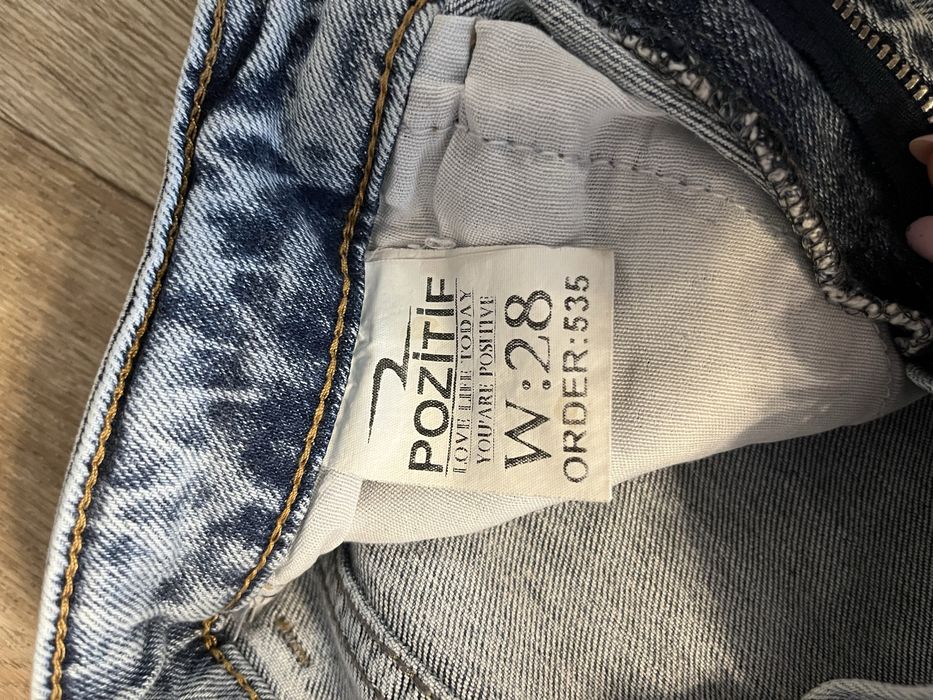 POZİTİF
LOVE LIFE TODAY
YOU'ARE POSITIVE
W:28
ORDER:535